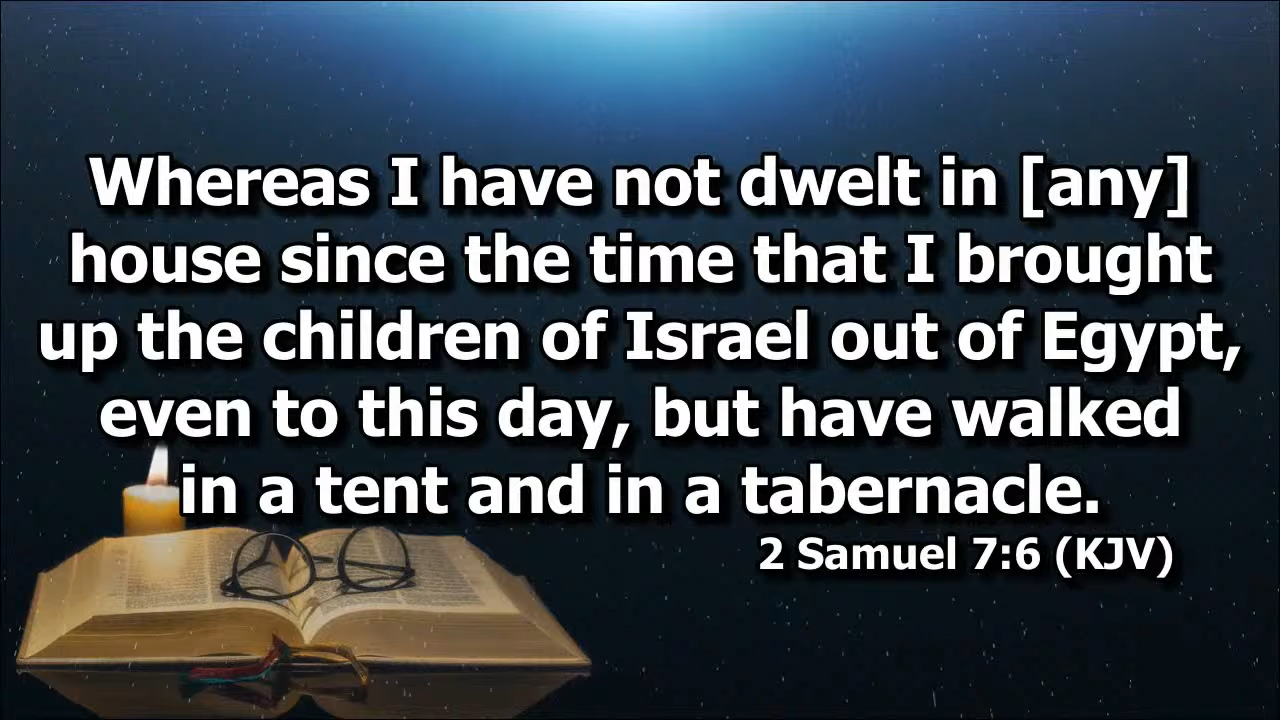 Whereas I have not dwelt in [any]
house since the time that I brought
up the children of Israel out of Egypt,
even to this day, but have walked
in a tent and in a tabernacle.
2 Samuel 7:6 (KJV)